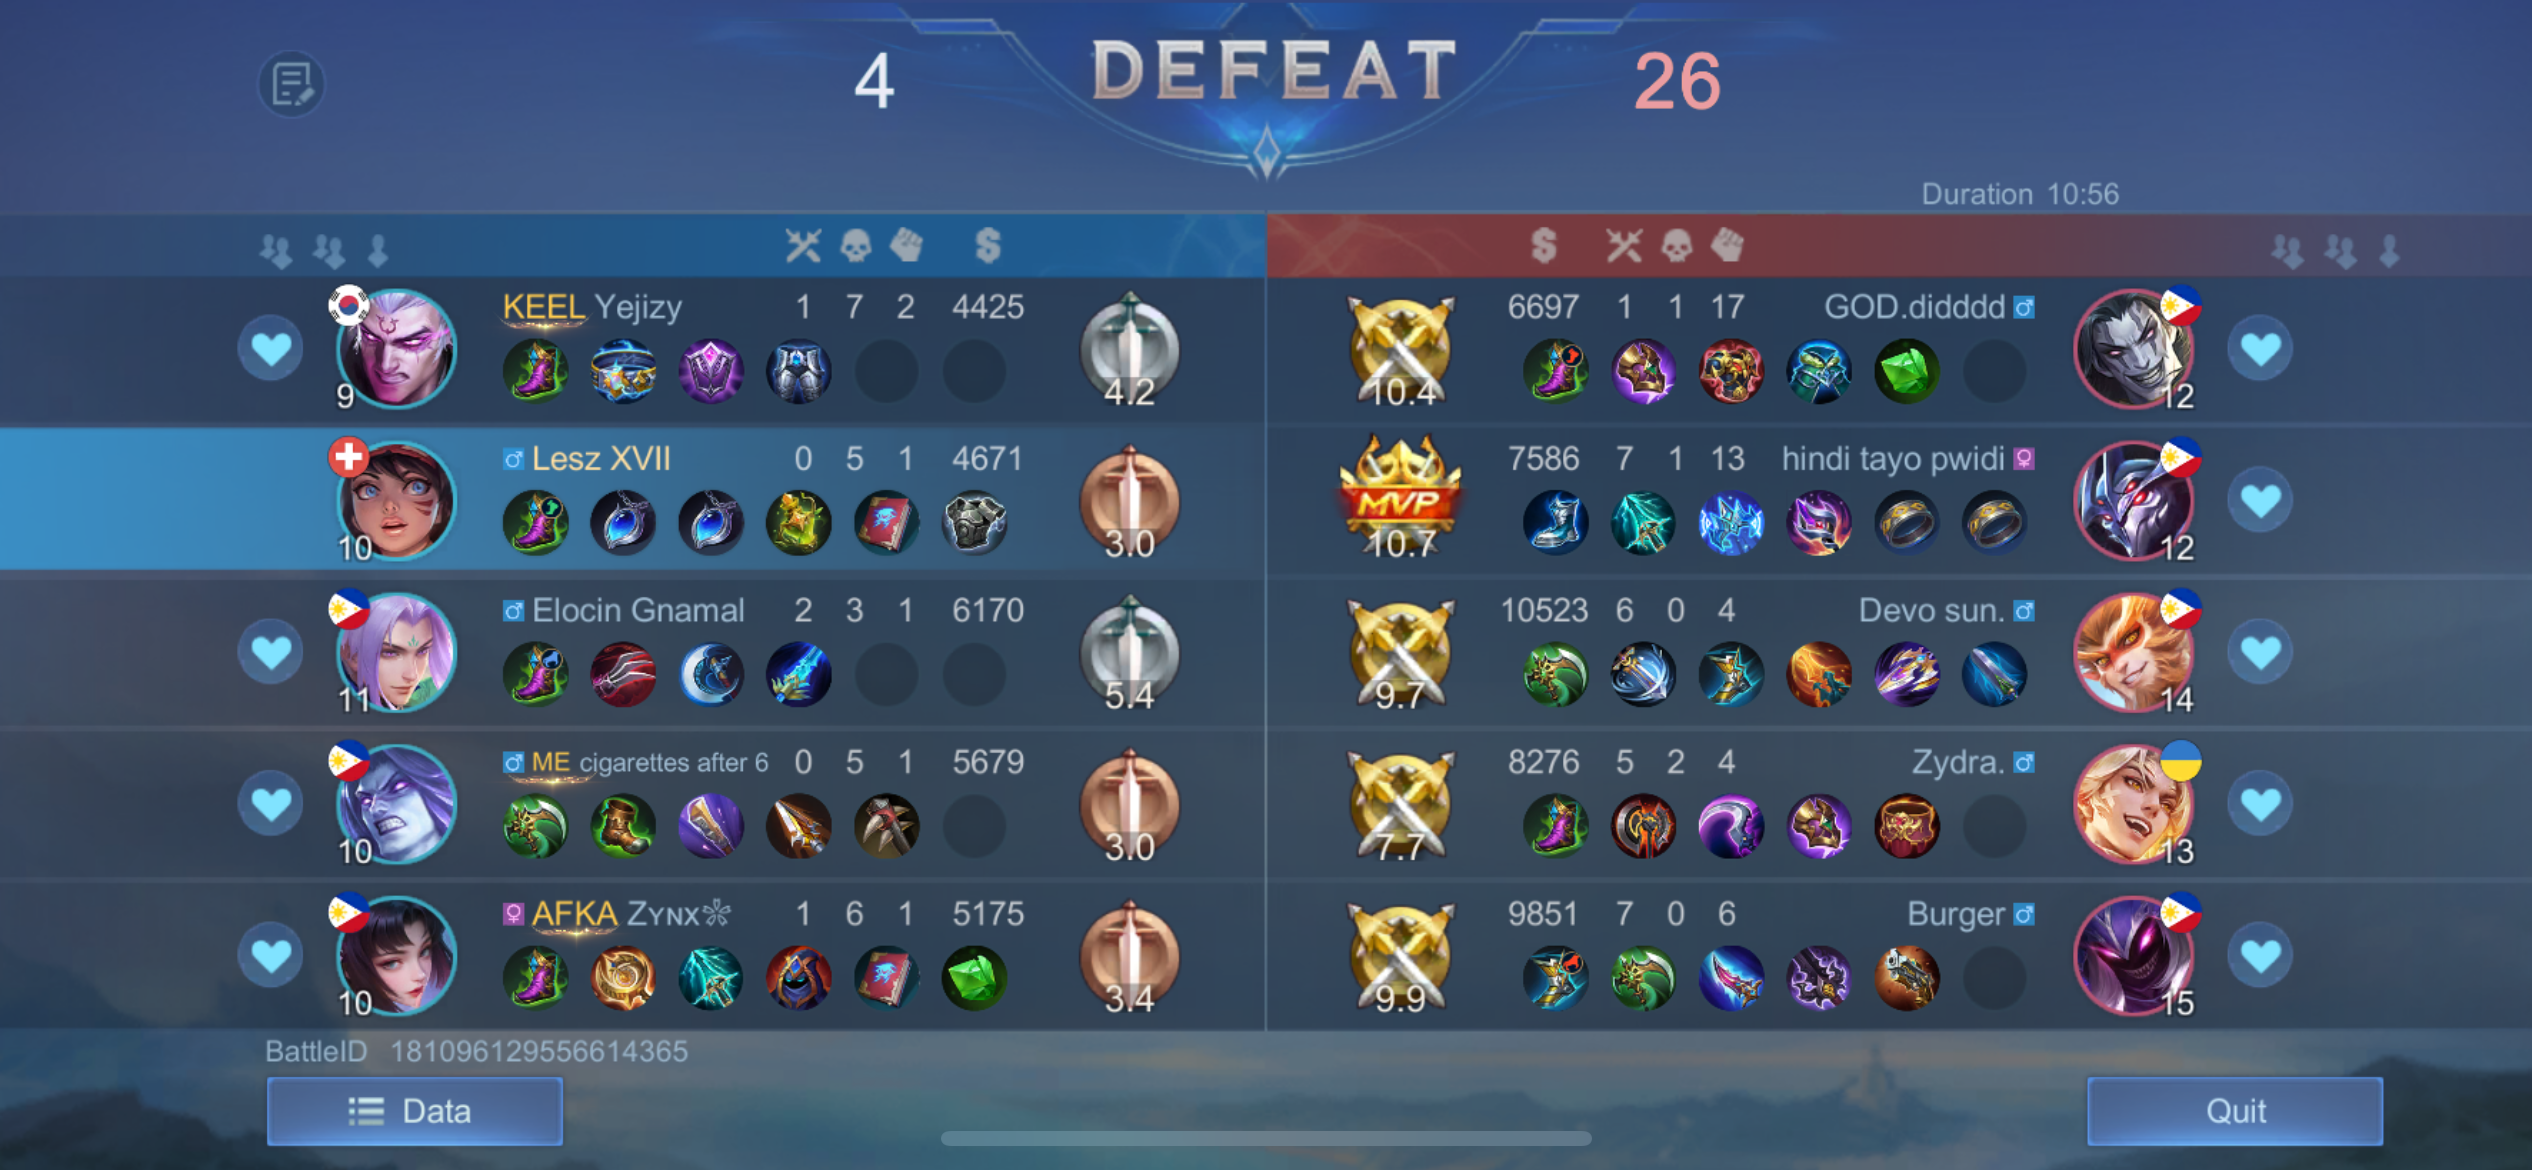 4 DEFEAT 26
Duration 10:56
KEEL Yejizy 1 7 2 4425
9 4.2
6697 1 1 17 GOD.didddd
10.4 12
Lesz XVII 0 5 1 4671
10 3.0
7586 7 1 13 hindi tayo pwidi
MVP
10.7 12
Elocin Gnamal 2 3 1 6170
11 5.4
10523 6 0 4 Devo sun.
9.7 14
ME cigarettes after 6 0 5 1 5679
10 3.0
8276 5 2 4 Zydra.
7.7 13
AFKA Zʏɴx 1 6 1 5175
10 3.4
9851 7 0 6 Burger
9.9 15
BattleID 181096129556614365
Data
Quit